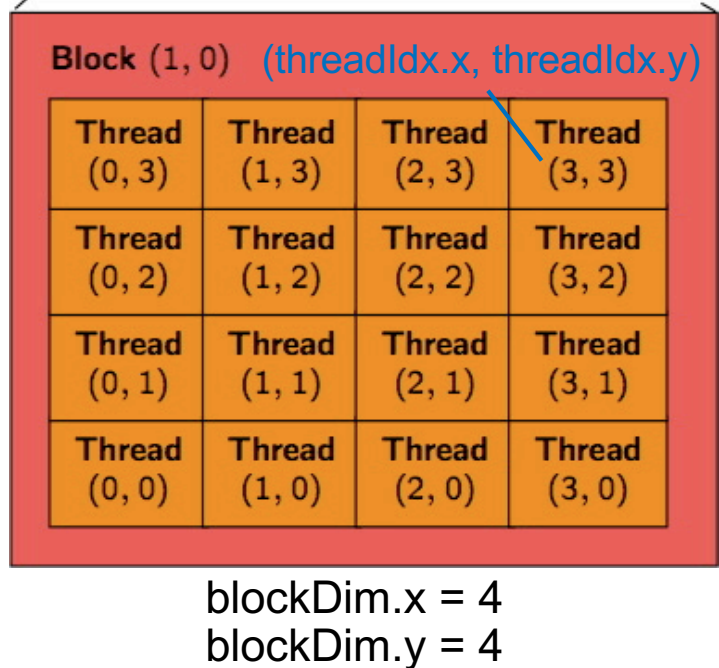 Block (1, 0) (threadIdx.x, threadIdx.y)
Thread Thread Thread Thread
(0, 3) (1, 3) (2, 3) (3, 3)
Thread Thread Thread Thread
(0, 2) (1, 2) (2, 2) (3, 2)
Thread Thread Thread Thread
(0, 1) (1, 1) (2, 1) (3, 1)
Thread Thread Thread Thread
(0, 0) (1, 0) (2, 0) (3, 0)
blockDim.x = 4
blockDim.y = 4